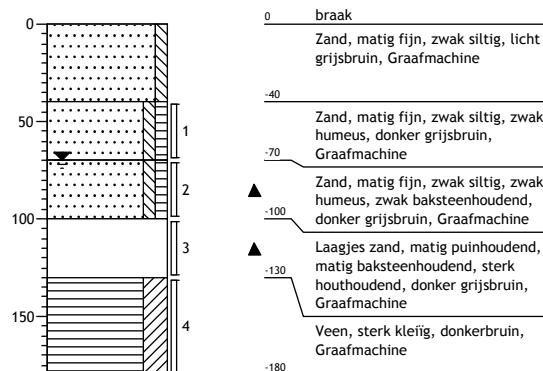 0
0
braak
Zand, matig fijn, zwak siltig, licht
grijsbruin, Graafmachine
-40
Zand, matig fijn, zwak siltig, zwak
humeus, donker grijsbruin,
Graafmachine
50
1
-70
Zand, matig fijn, zwak siltig, zwak
humeus, zwak baksteenhoudend,
donker grijsbruin, Graafmachine
2
100
-100
Laagjes zand, matig puinhoudend,
matig baksteenhoudend, sterk
houthoudend, donker grijsbruin,
Graafmachine
3
-130
Veen, sterk kleiïg, donkerbruin,
Graafmachine
150
4
-180